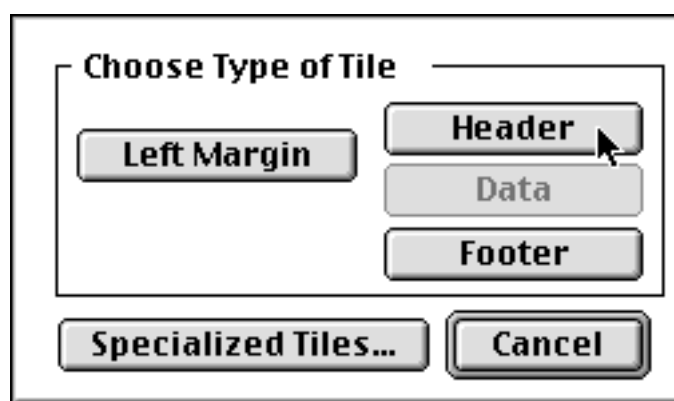 Choose Type of Tile
Left Margin
Header
Data
Footer
Specialized Tiles...
Cancel